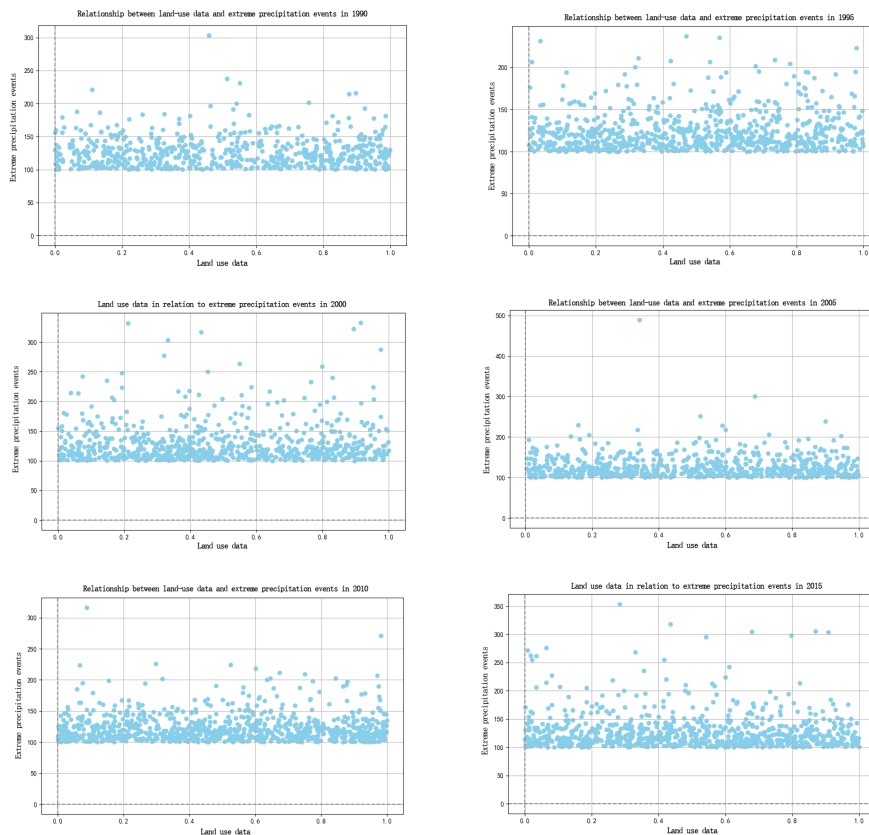 Relationship between land-use data and extreme precipitation events in 1990
Extreme precipitation events
300
250
200
150
100
50
0
0.0 0.2 0.4 0.6 0.8 1.0
Land use data
Relationship between land-use data and extreme precipitation events in 1995
Extreme precipitation events
200
150
100
50
0
0.0 0.2 0.4 0.6 0.8 1.0
Land use data
Land use data in relation to extreme precipitation events in 2000
Extreme precipitation events
300
250
200
150
100
50
0
0.0 0.2 0.4 0.6 0.8 1.0
Land use data
Relationship between land-use data and extreme precipitation events in 2005
Extreme precipitation events
500
400
300
200
100
0
0.0 0.2 0.4 0.6 0.8 1.0
Land use data
Relationship between land-use data and extreme precipitation events in 2010
Extreme precipitation events
300
250
200
150
100
50
0
0.0 0.2 0.4 0.6 0.8 1.0
Land use data
Land use data in relation to extreme precipitation events in 2015
Extreme precipitation events
350
300
250
200
150
100
50
0
0.0 0.2 0.4 0.6 0.8 1.0
Land use data